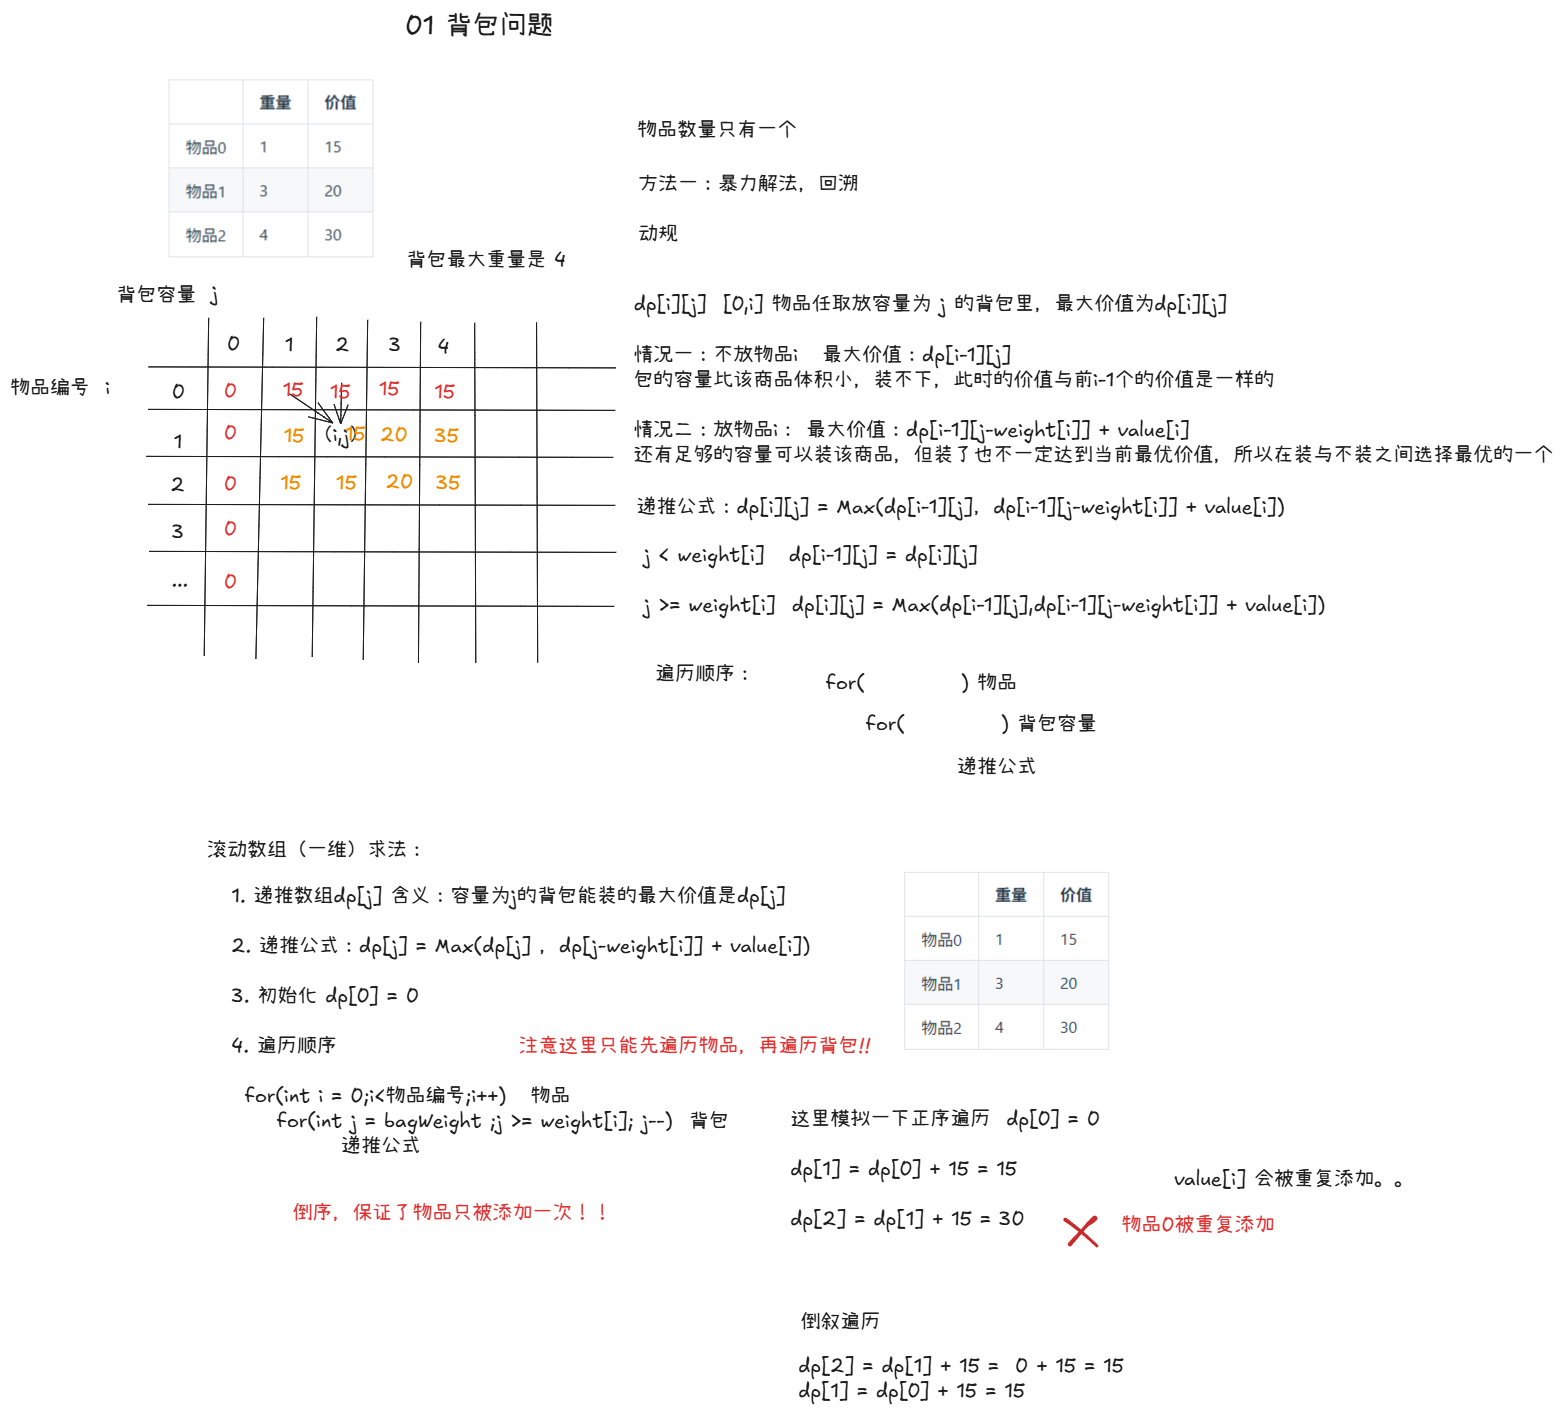 01 背包问题
重量 价值
物品0 1 15
物品1 3 20
物品2 4 30
背包最大重量是 4
物品数量只有一个
方法一：暴力解法，回溯
动规
背包容量 j
物品编号 i
0 1 2 3 4
0 0 15 15 15 15
1 0 15 (i,j) 15 20 35
2 0 15 15 20 35
3 0
... 0
dp[i][j] [0,i] 物品任取放容量为 j 的背包里，最大价值为dp[i][j]
情况一：不放物品i 最大价值：dp[i-1][j]
包的容量比该商品体积小，装不下，此时的价值与前i-1个的价值是一样的
情况二：放物品i： 最大价值：dp[i-1][j-weight[i]] + value[i]
还有足够的容量可以装该商品，但装了也不一定达到当前最优价值，所以在装与不装之间选择最优的一个
递推公式：dp[i][j] = Max(dp[i-1][j]， dp[i-1][j-weight[i]] + value[i])
j < weight[i] dp[i-1][j] = dp[i][j]
j >= weight[i] dp[i][j] = Max(dp[i-1][j],dp[i-1][j-weight[i]] + value[i])
遍历顺序：
for( ) 物品
for( ) 背包容量
递推公式
滚动数组（一维）求法：
1. 递推数组dp[j] 含义：容量为j的背包能装的最大价值是dp[j]
2. 递推公式：dp[j] = Max(dp[j] ，dp[j-weight[i]] + value[i])
3. 初始化 dp[0] = 0
4. 遍历顺序
注意这里只能先遍历物品，再遍历背包!!
for(int i = 0;i<物品编号;i++) 物品
for(int j = bagWeight ;j >= weight[i]; j--) 背包
递推公式
倒序，保证了物品只被添加一次！！
重量 价值
物品0 1 15
物品1 3 20
物品2 4 30
这里模拟一下正序遍历 dp[0] = 0
dp[1] = dp[0] + 15 = 15
value[i] 会被重复添加。。
dp[2] = dp[1] + 15 = 30
物品0被重复添加
倒叙遍历
dp[2] = dp[1] + 15 = 0 + 15 = 15
dp[1] = dp[0] + 15 = 15